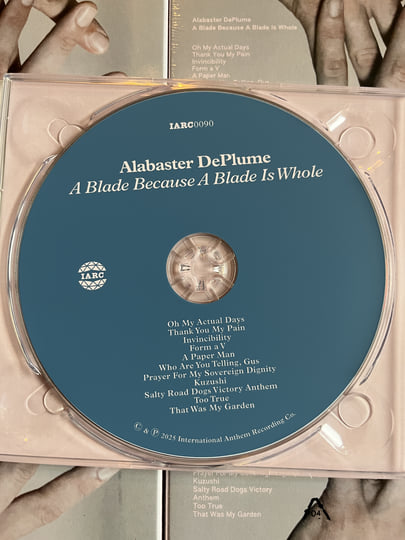 Alabaster DePlume
A Blade Because A Blade Is Whole
Oh My Actual Days
Thank You My Pain
Invincibility
Form a V
A Paper Man
IARC0090
Alabaster DePlume
A Blade Because A Blade Is Whole
IARC
Oh My Actual Days
Thank You My Pain
Invincibility
Form a V
A Paper Man
Who Are You Telling, Gus
Prayer For My Sovereign Dignity
Kuzushi
Salty Road Dogs Victory Anthem
Too True
That Was My Garden
© & ℗ 2025 International Anthem Recording Co.
Prayer For My
Kuzushi
Salty Road Dogs Victory
Anthem
Too True
That Was My Garden